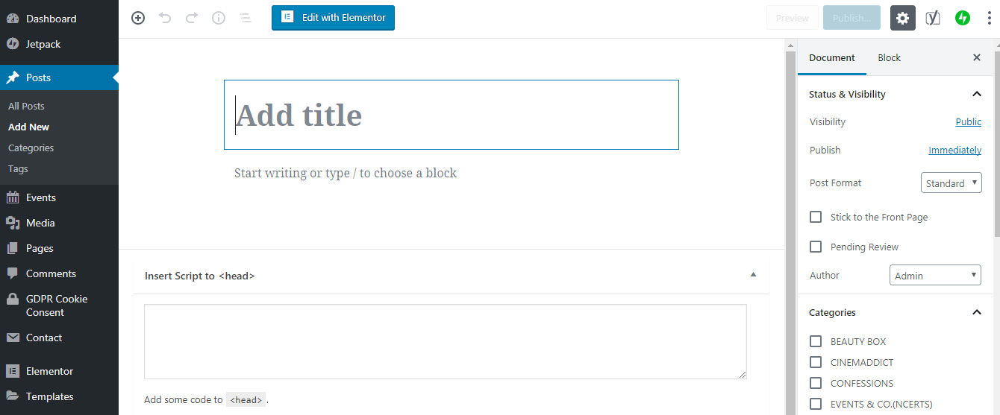 Dashboard
Jetpack
Posts
All Posts
Add New
Categories
Tags
Events
Media
Pages
Comments
GDPR Cookie
Consent
Contact
Elementor
Templates
Edit with Elementor
Preview
Publish...
Add title
Start writing or type / to choose a block
Insert Script to <head>
Add some code to <head> .
Document Block
Status & Visibility
Visibility Public
Publish Immediately
Post Format Standard
Stick to the Front Page
Pending Review
Author Admin
Categories
BEAUTY BOX
CINEMADDICT
CONFESSIONS
EVENTS & CO.(NCERTS)